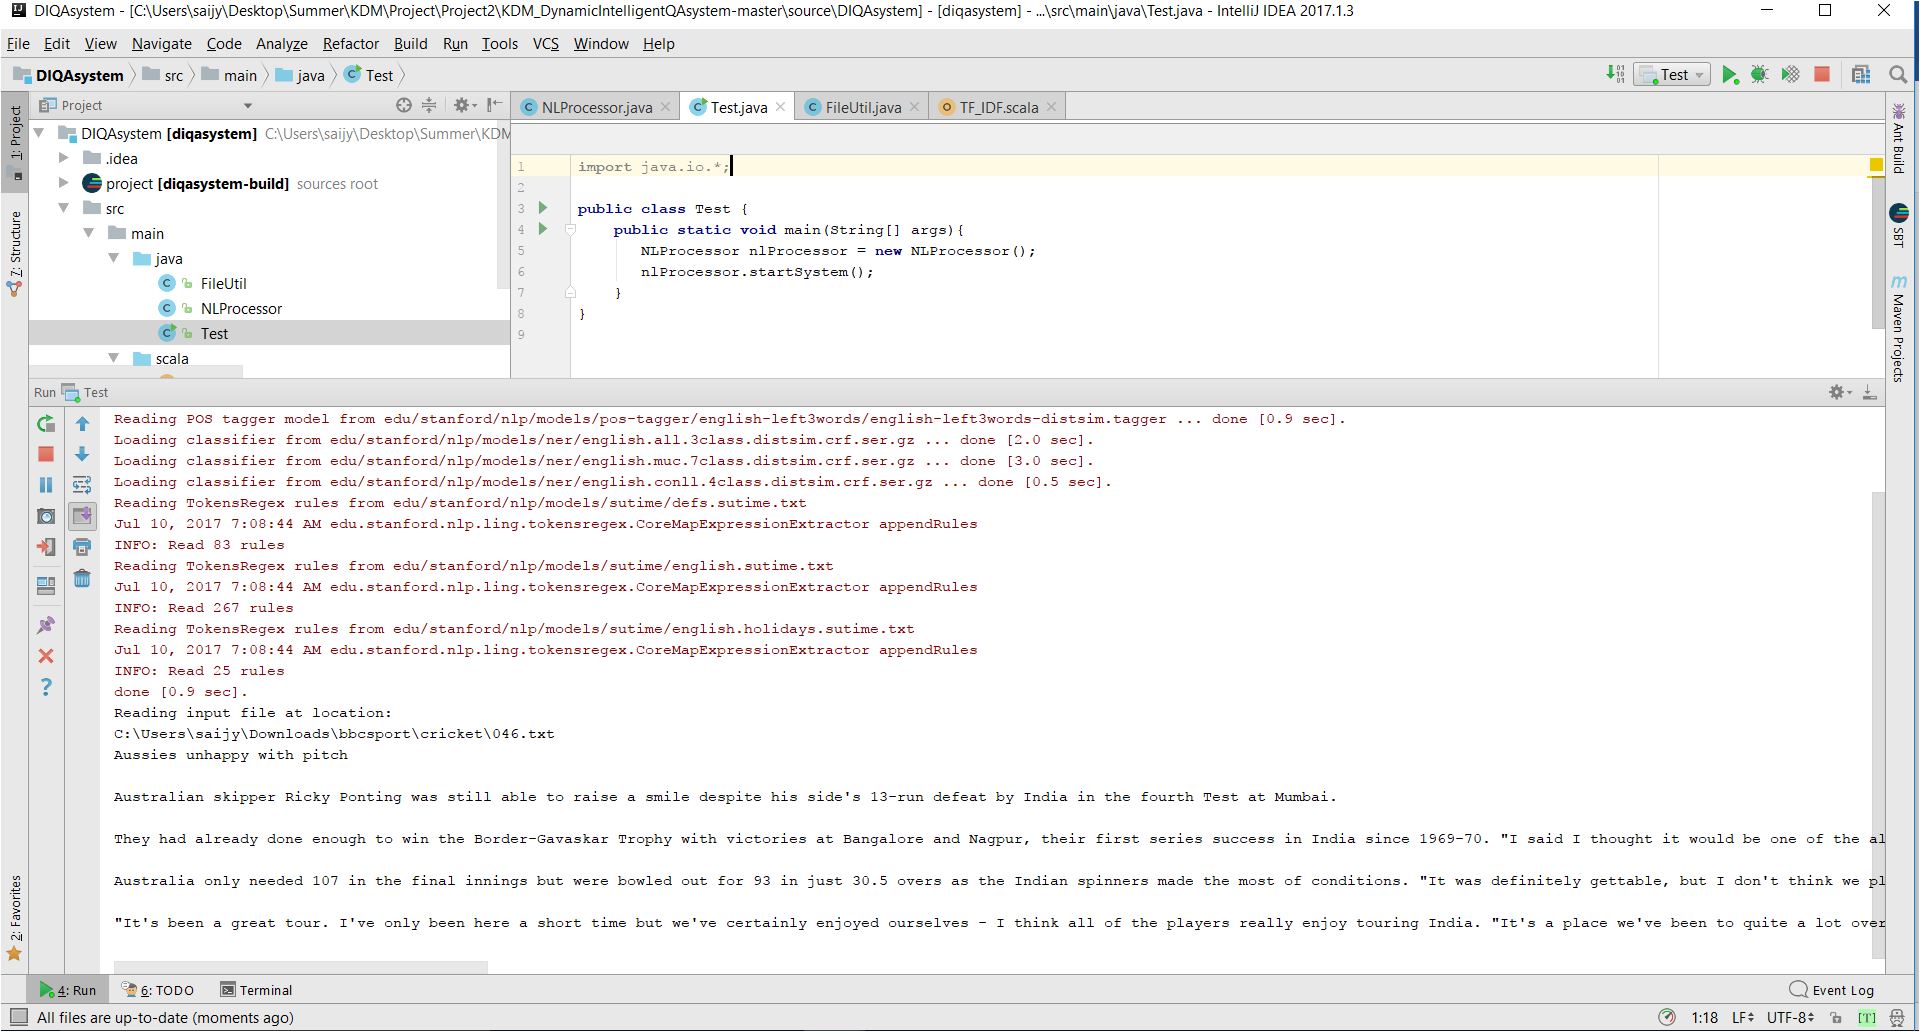 DIQAsystem - [C:\Users\saijy\Desktop\Summer\KDM\Project\Project2\KDM_DynamicIntelligentQAsystem-master\source\DIQAsystem] - [diqasystem] - ...\src\main\java\Test.java - IntelliJ IDEA 2017.1.3
File Edit View Navigate Code Analyze Refactor Build Run Tools VCS Window Help
DIQAsystem src main java Test
Test
Project
NLProcessor.java Test.java FileUtil.java TF_IDF.scala
1: Project
7: Structure
2: Favorites
DIQAsystem [diqasystem] C:\Users\saijy\Desktop\Summer\KDM
.idea
project [diqasystem-build] sources root
src
main
java
FileUtil
NLProcessor
Test
scala
1 import java.io.*;
2
3 public class Test {
4 public static void main(String[] args){
5 NLProcessor nlProcessor = new NLProcessor();
6 nlProcessor.startSystem();
7 }
8 }
9
Ant Build
SBT
Maven Projects
Run Test
Reading POS tagger model from edu/stanford/nlp/models/pos-tagger/english-left3words/english-left3words-distsim.tagger ... done [0.9 sec].
Loading classifier from edu/stanford/nlp/models/ner/english.all.3class.distsim.crf.ser.gz ... done [2.0 sec].
Loading classifier from edu/stanford/nlp/models/ner/english.muc.7class.distsim.crf.ser.gz ... done [3.0 sec].
Loading classifier from edu/stanford/nlp/models/ner/english.conll.4class.distsim.crf.ser.gz ... done [0.5 sec].
Reading TokensRegex rules from edu/stanford/nlp/models/sutime/defs.sutime.txt
Jul 10, 2017 7:08:44 AM edu.stanford.nlp.ling.tokensregex.CoreMapExpressionExtractor appendRules
INFO: Read 83 rules
Reading TokensRegex rules from edu/stanford/nlp/models/sutime/english.sutime.txt
Jul 10, 2017 7:08:44 AM edu.stanford.nlp.ling.tokensregex.CoreMapExpressionExtractor appendRules
INFO: Read 267 rules
Reading TokensRegex rules from edu/stanford/nlp/models/sutime/english.holidays.sutime.txt
Jul 10, 2017 7:08:44 AM edu.stanford.nlp.ling.tokensregex.CoreMapExpressionExtractor appendRules
INFO: Read 25 rules
done [0.9 sec].
Reading input file at location:
C:\Users\saijy\Downloads\bbcsport\cricket\046.txt
Aussies unhappy with pitch
Australian skipper Ricky Ponting was still able to raise a smile despite his side's 13-run defeat by India in the fourth Test at Mumbai.
They had already done enough to win the Border-Gavaskar Trophy with victories at Bangalore and Nagpur, their first series success in India since 1969-70. "I said I thought it would be one of the al
Australia only needed 107 in the final innings but were bowled out for 93 in just 30.5 overs as the Indian spinners made the most of conditions. "It was definitely gettable, but I don't think we pl
"It's been a great tour. I've only been here a short time but we've certainly enjoyed ourselves - I think all of the players really enjoy touring India. "It's a place we've been to quite a lot over
4: Run 6: TODO Terminal Event Log
All files are up-to-date (moments ago) 1:18 LF UTF-8 [T]